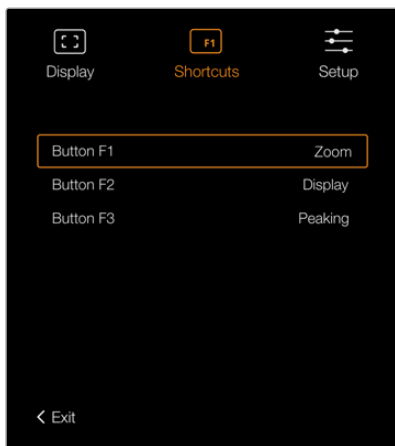 F1
Display Shortcuts Setup
Button F1 Zoom
Button F2 Display
Button F3 Peaking
< Exit